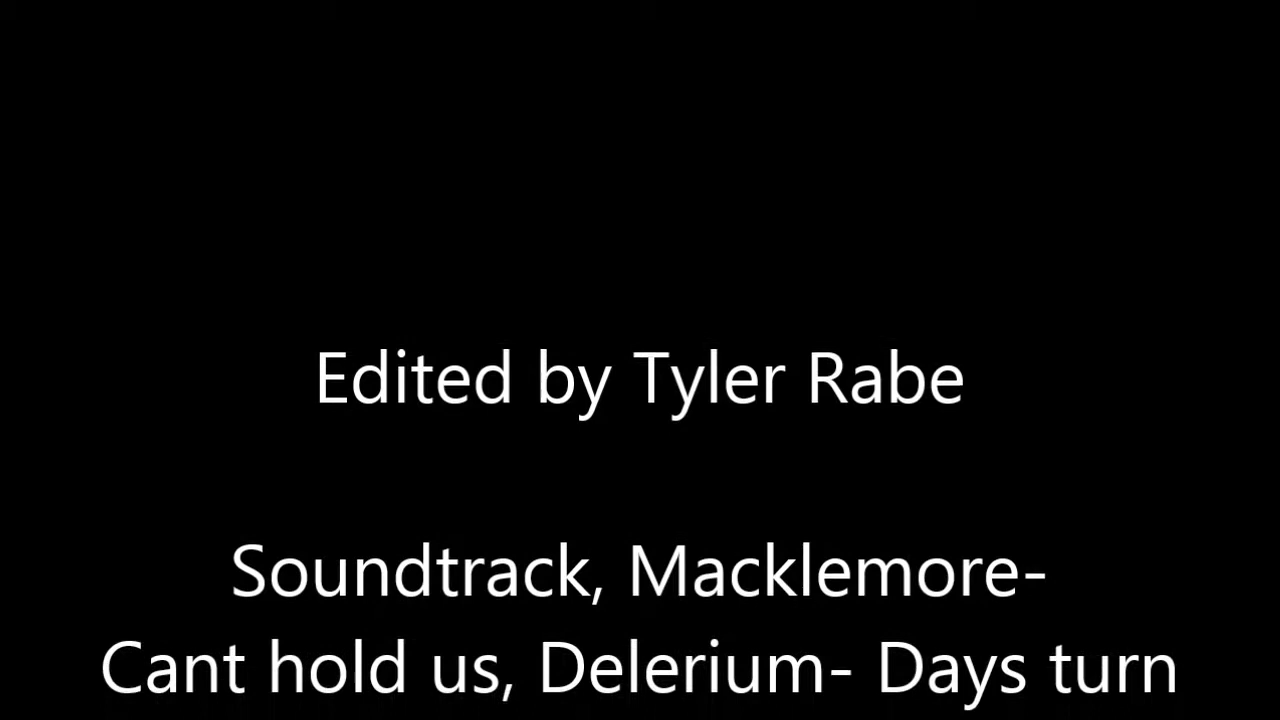 Edited by Tyler Rabe
Soundtrack, Macklemore-
Cant hold us, Delerium- Days turn